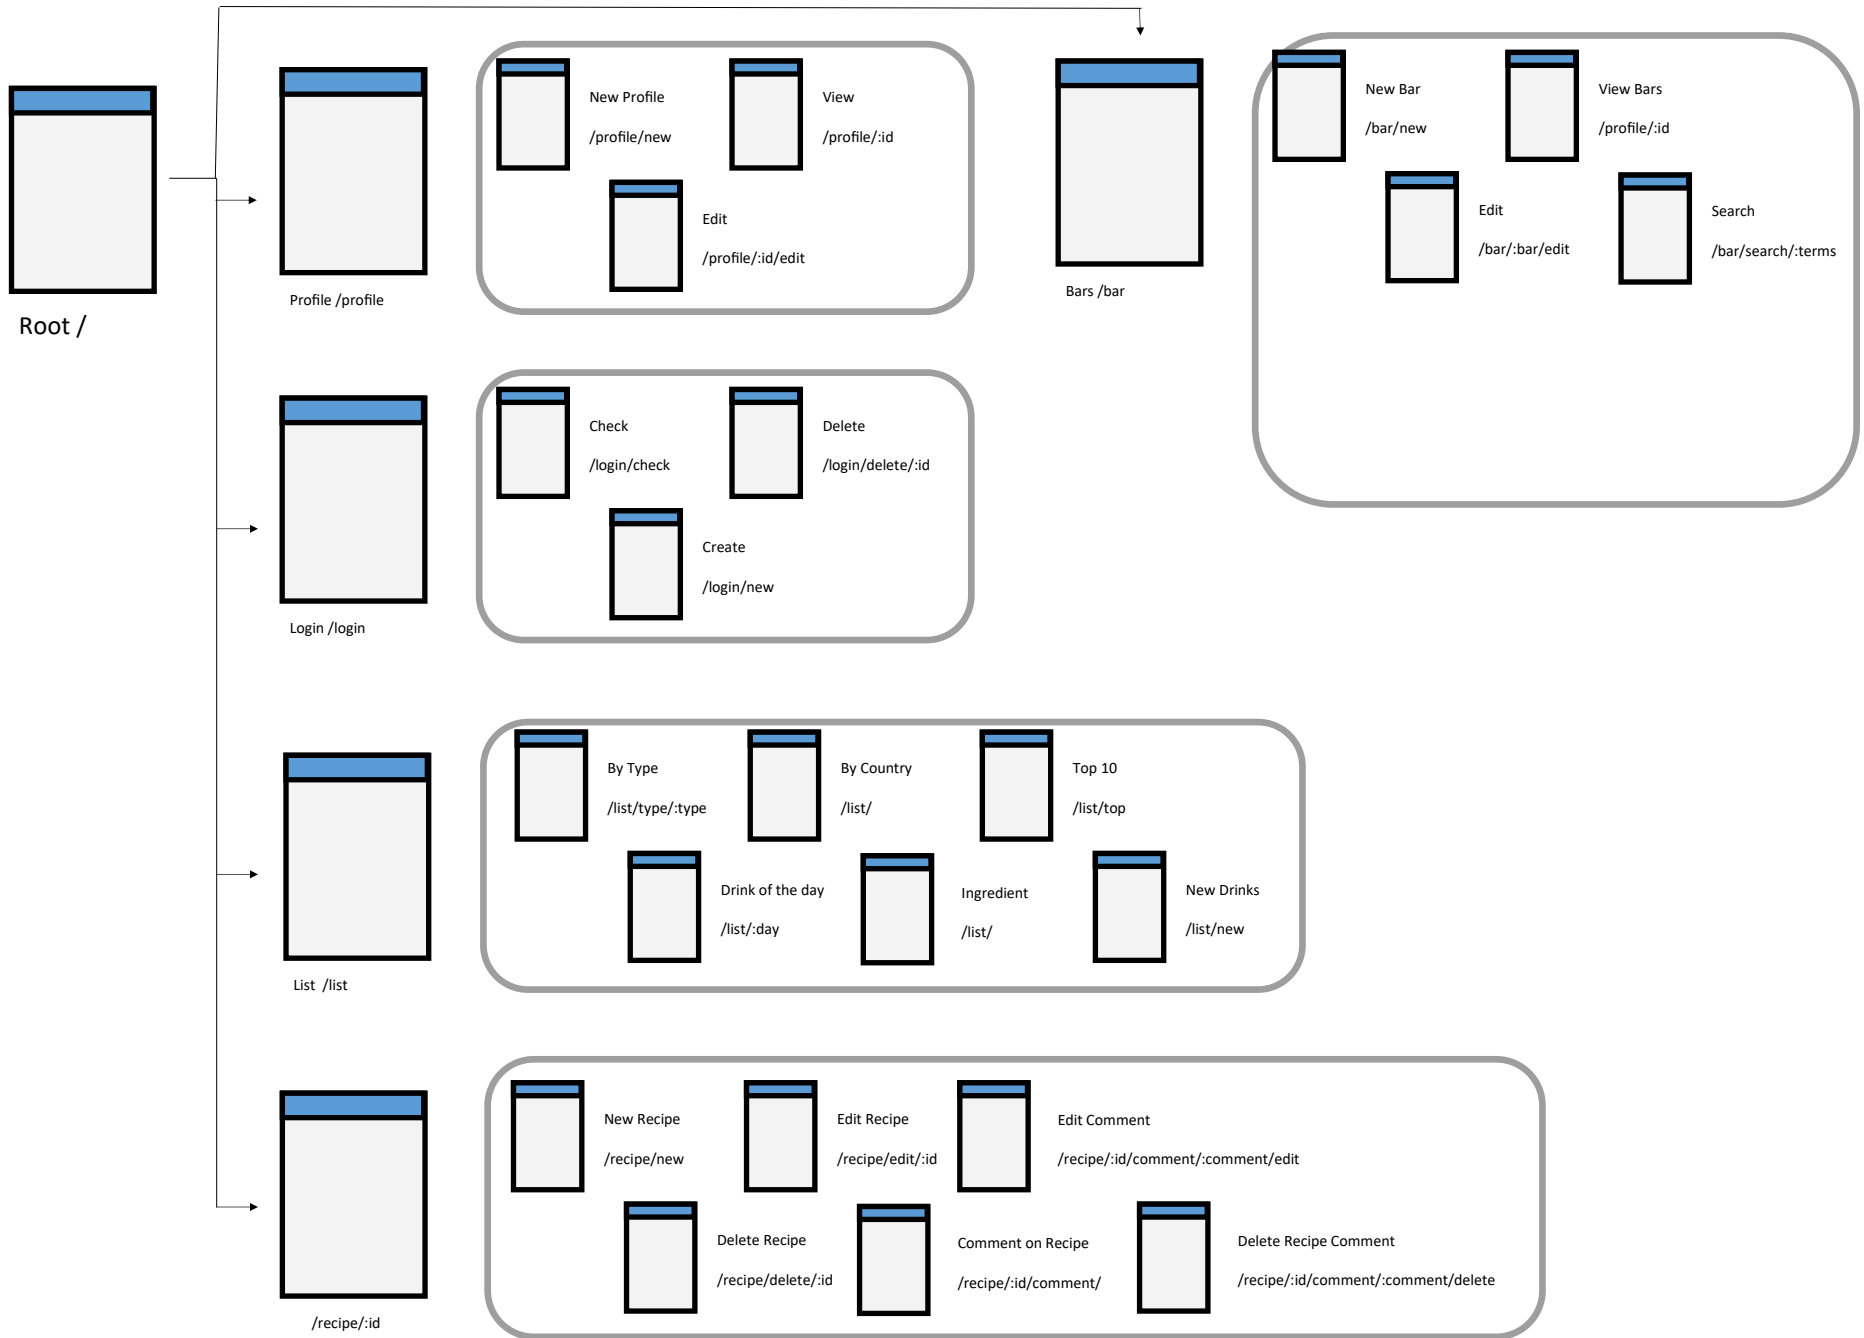 Root /
Profile /profile
New Profile
/profile/new
View
/profile/:id
Edit
/profile/:id/edit
Bars /bar
New Bar
/bar/new
View Bars
/profile/:id
Edit
/bar/:bar/edit
Search
/bar/search/:terms
Login /login
Check
/login/check
Delete
/login/delete/:id
Create
/login/new
List /list
By Type
/list/type/:type
By Country
/list/
Top 10
/list/top
Drink of the day
/list/:day
Ingredient
/list/
New Drinks
/list/new
/recipe/:id
New Recipe
/recipe/new
Edit Recipe
/recipe/edit/:id
Edit Comment
/recipe/:id/comment/:comment/edit
Delete Recipe
/recipe/delete/:id
Comment on Recipe
/recipe/:id/comment/
Delete Recipe Comment
/recipe/:id/comment/:comment/delete